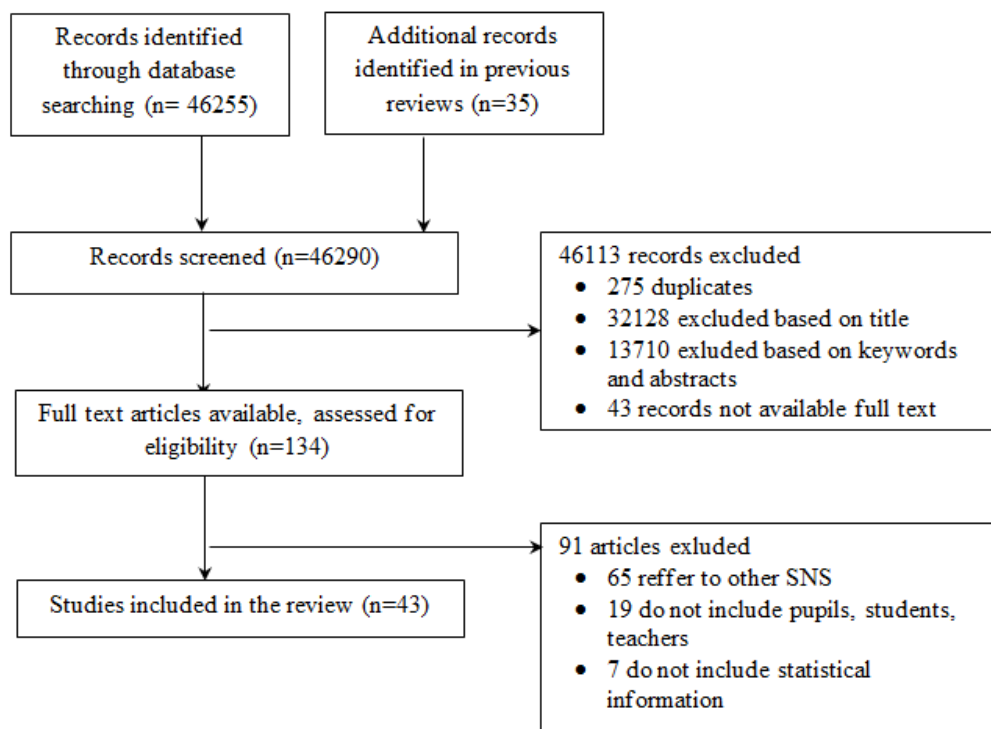 Records identified
through database
searching (n= 46255)
Additional records
identified in previous
reviews (n=35)
Records screened (n=46290)
46113 records excluded
• 275 duplicates
• 32128 excluded based on title
• 13710 exluded based on keywords
and abstracts
• 43 records not available full text
Full text articles available, assessed for
eligibility (n=134)
91 articles exluded
• 65 reffer to other SNS
• 19 do not include pupils, students,
teachers
• 7 do not include statistical
information
Studies included in the review (n=43)